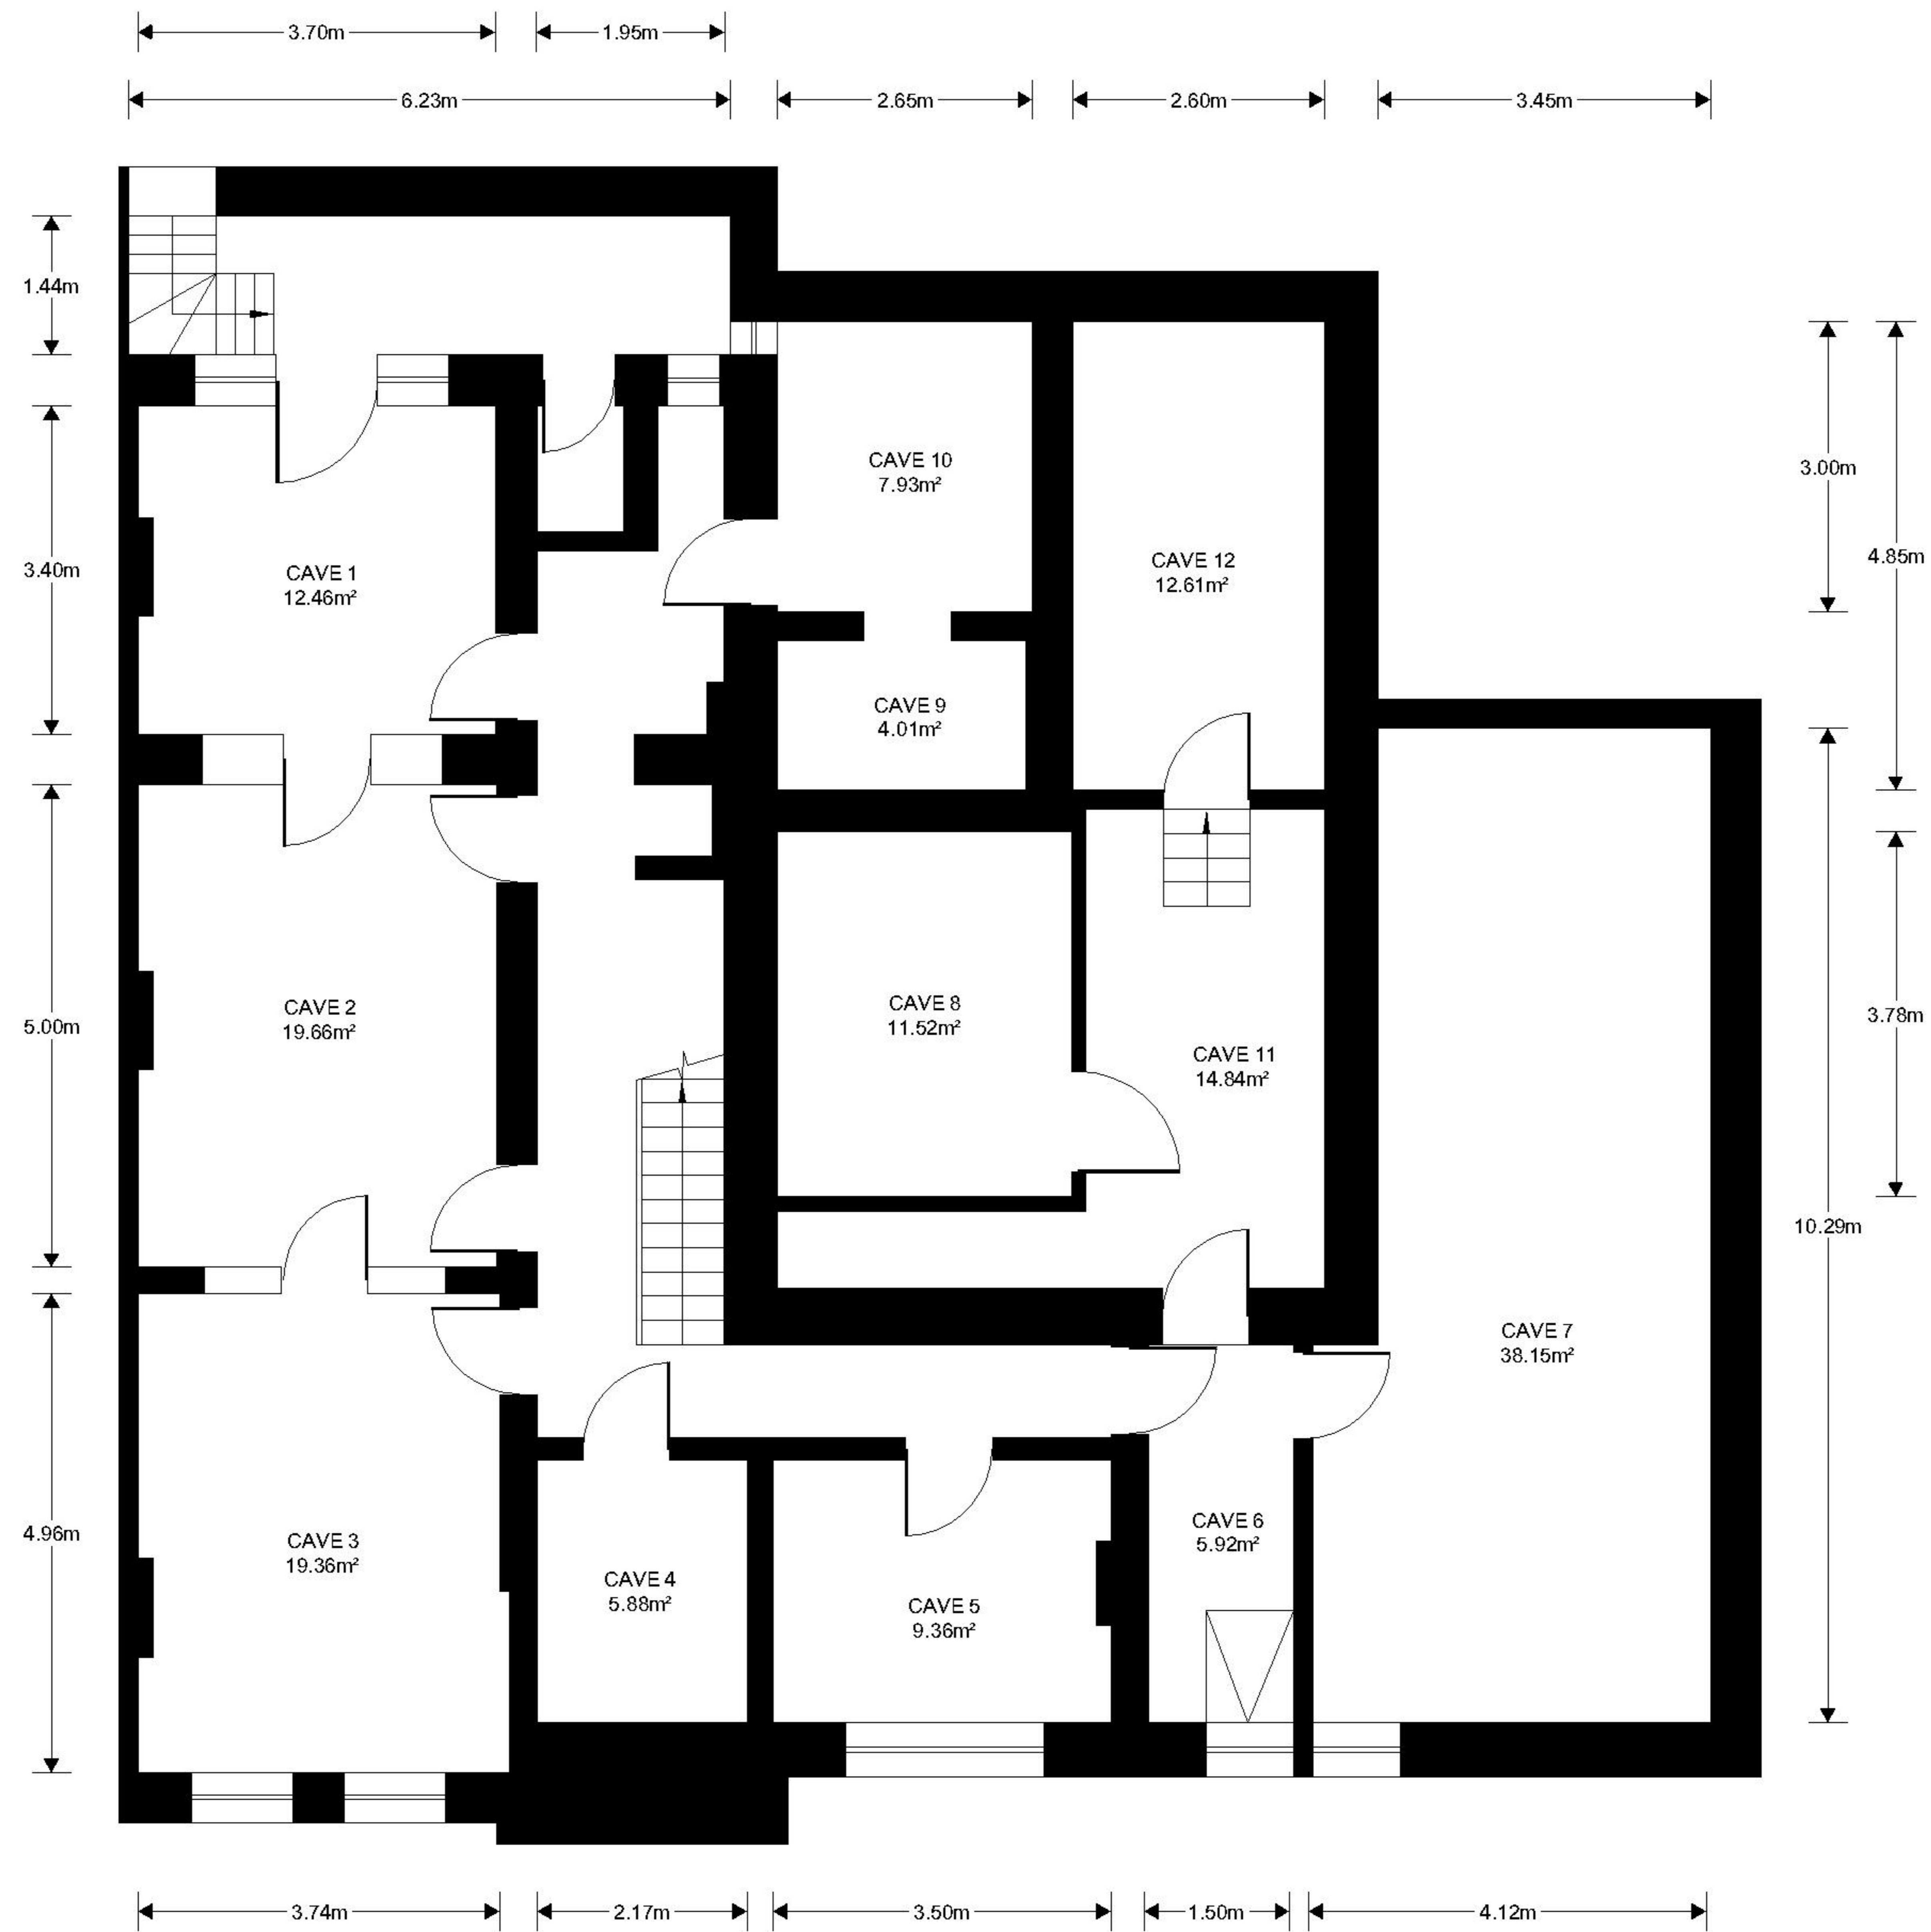 3.70m
1.95m
6.23m
2.65m
2.60m
3.45m
1.44m
CAVE 10
7.93m²
3.00m
4.85m
CAVE 12
12.61m²
3.40m
CAVE 1
12.46m²
CAVE 9
4.01m²
CAVE 2
19.66m²
5.00m
CAVE 8
11.52m²
3.78m
CAVE 11
14.84m²
10.29m
CAVE 7
38.15m²
4.96m
CAVE 3
19.36m²
CAVE 4
5.88m²
CAVE 5
9.36m²
CAVE 6
5.92m²
3.74m
2.17m
3.50m
1.50m
4.12m